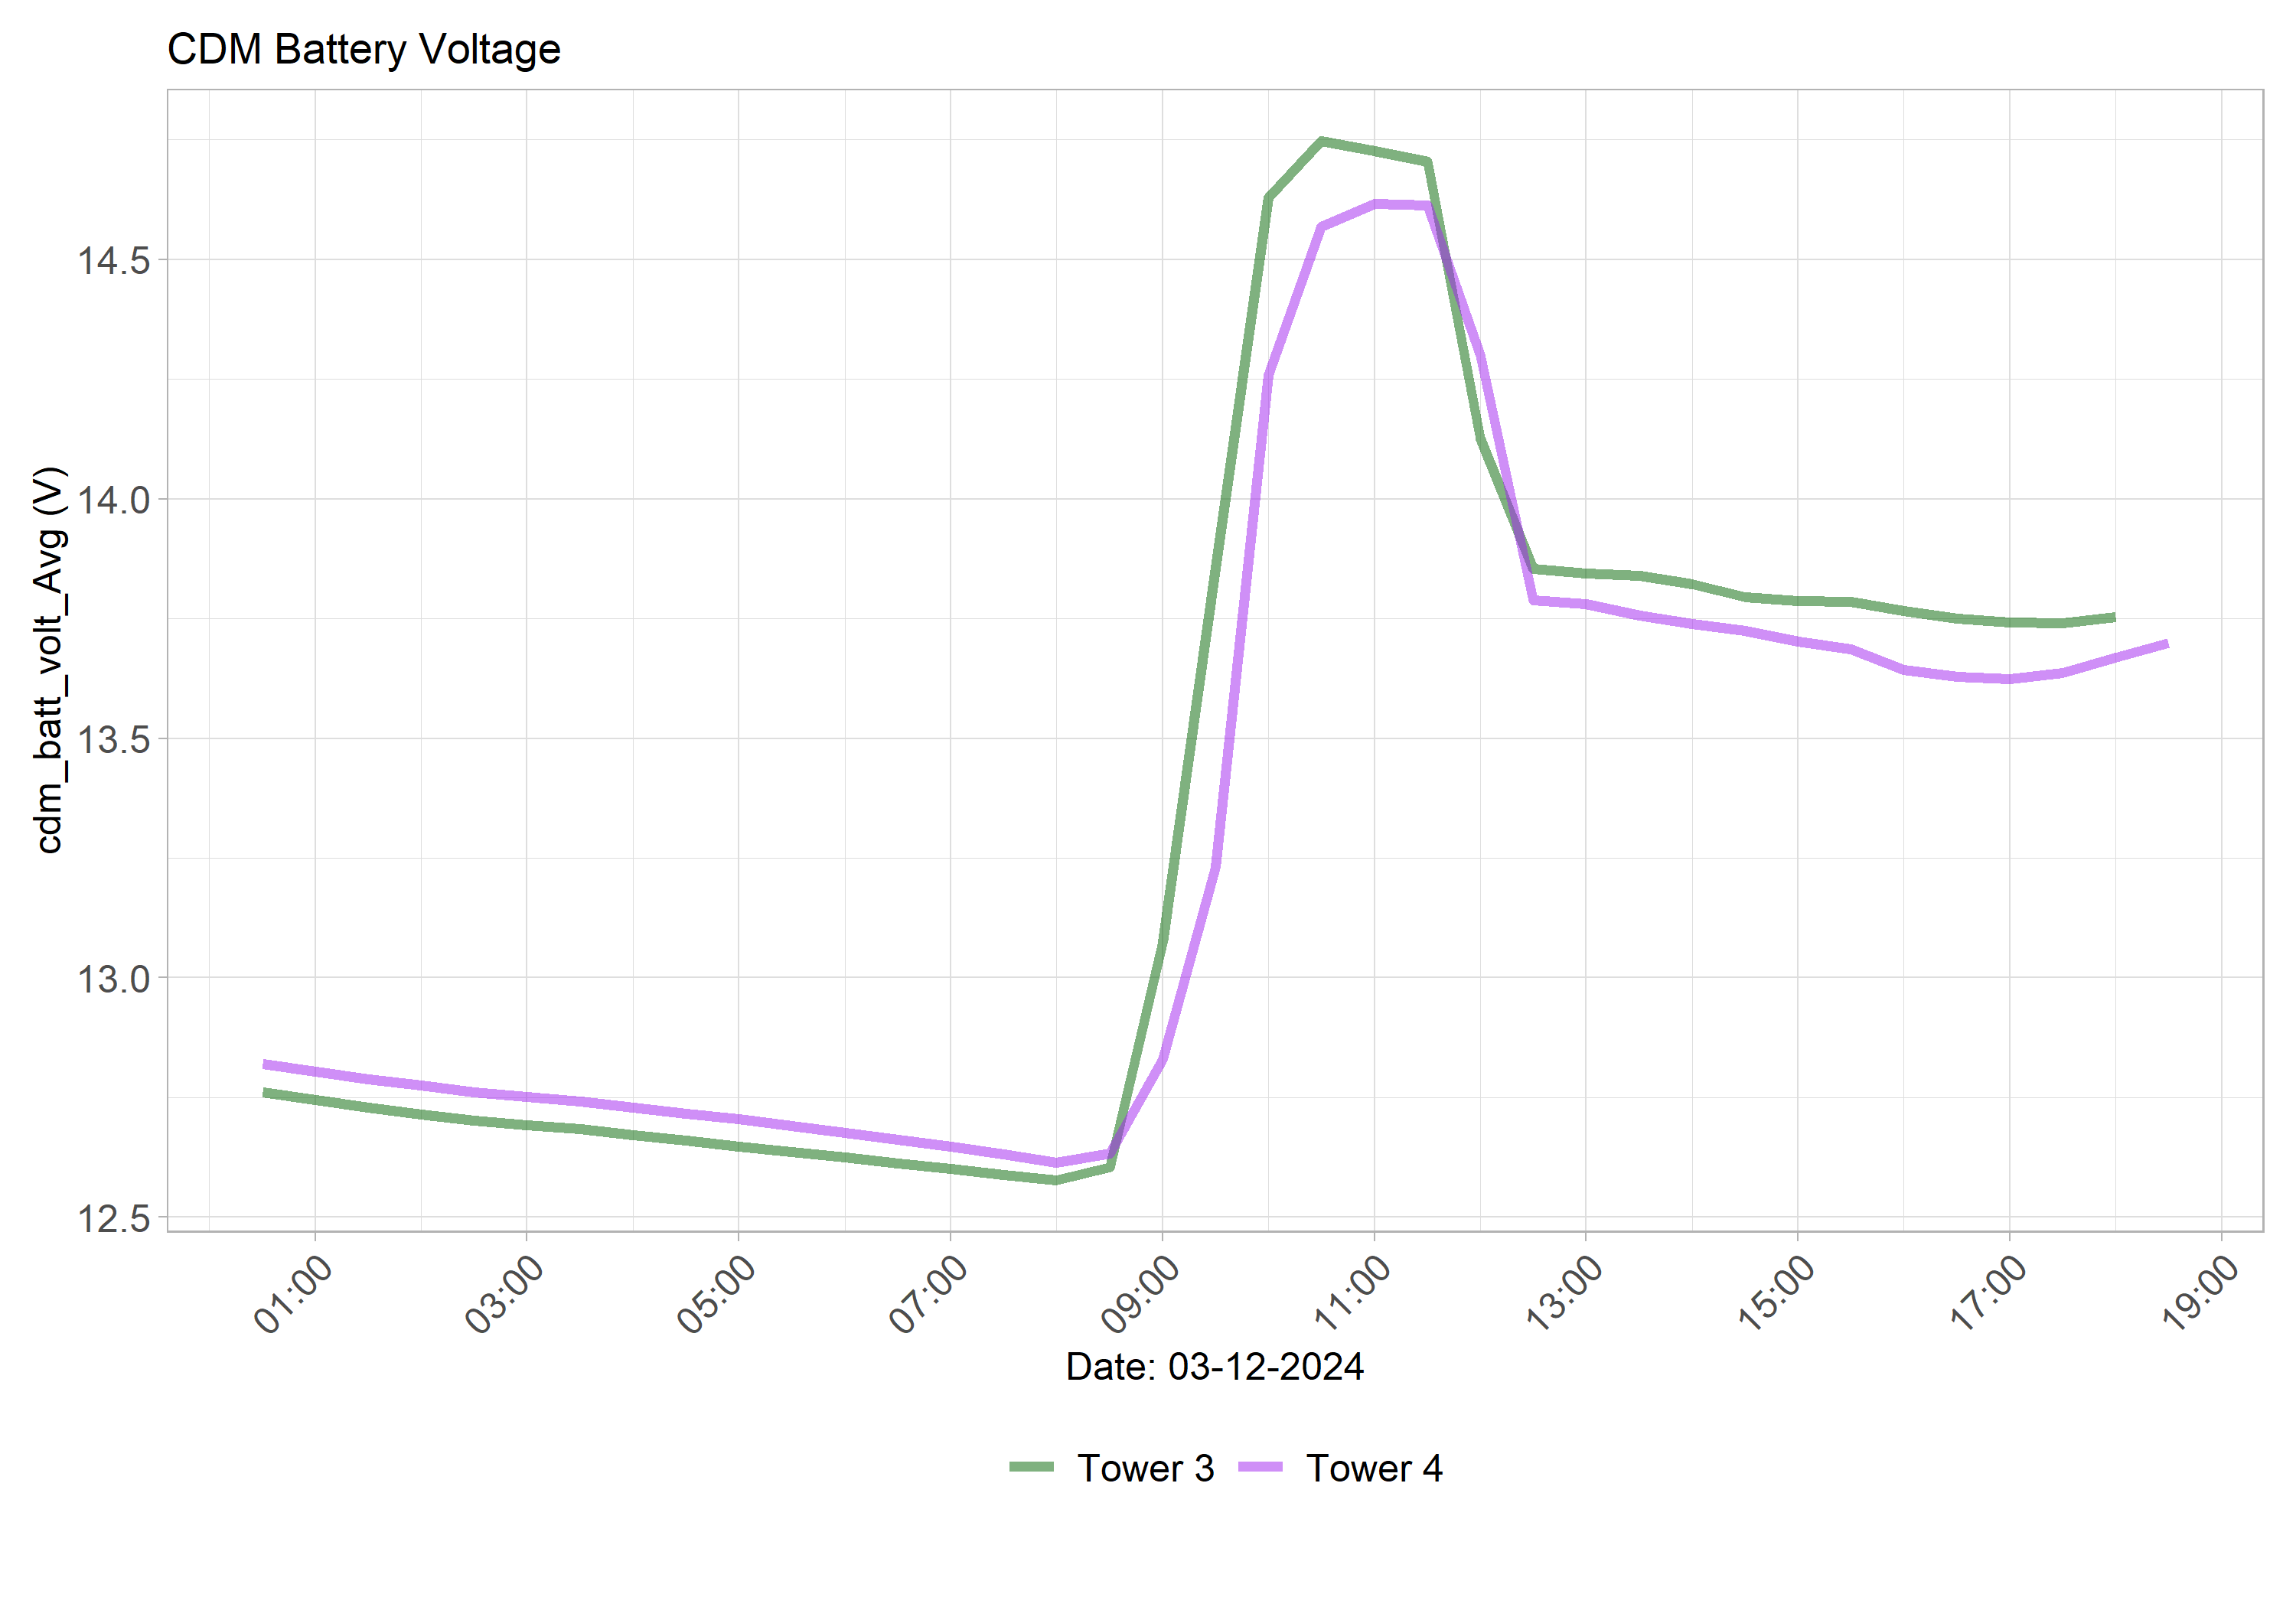 CDM Battery Voltage
cdm_batt_volt_Avg (V)
14.5
14.0
13.5
13.0
12.5
01:00 03:00 05:00 07:00 09:00 11:00 13:00 15:00 17:00 19:00
Date: 03-12-2024
Tower 3 Tower 4